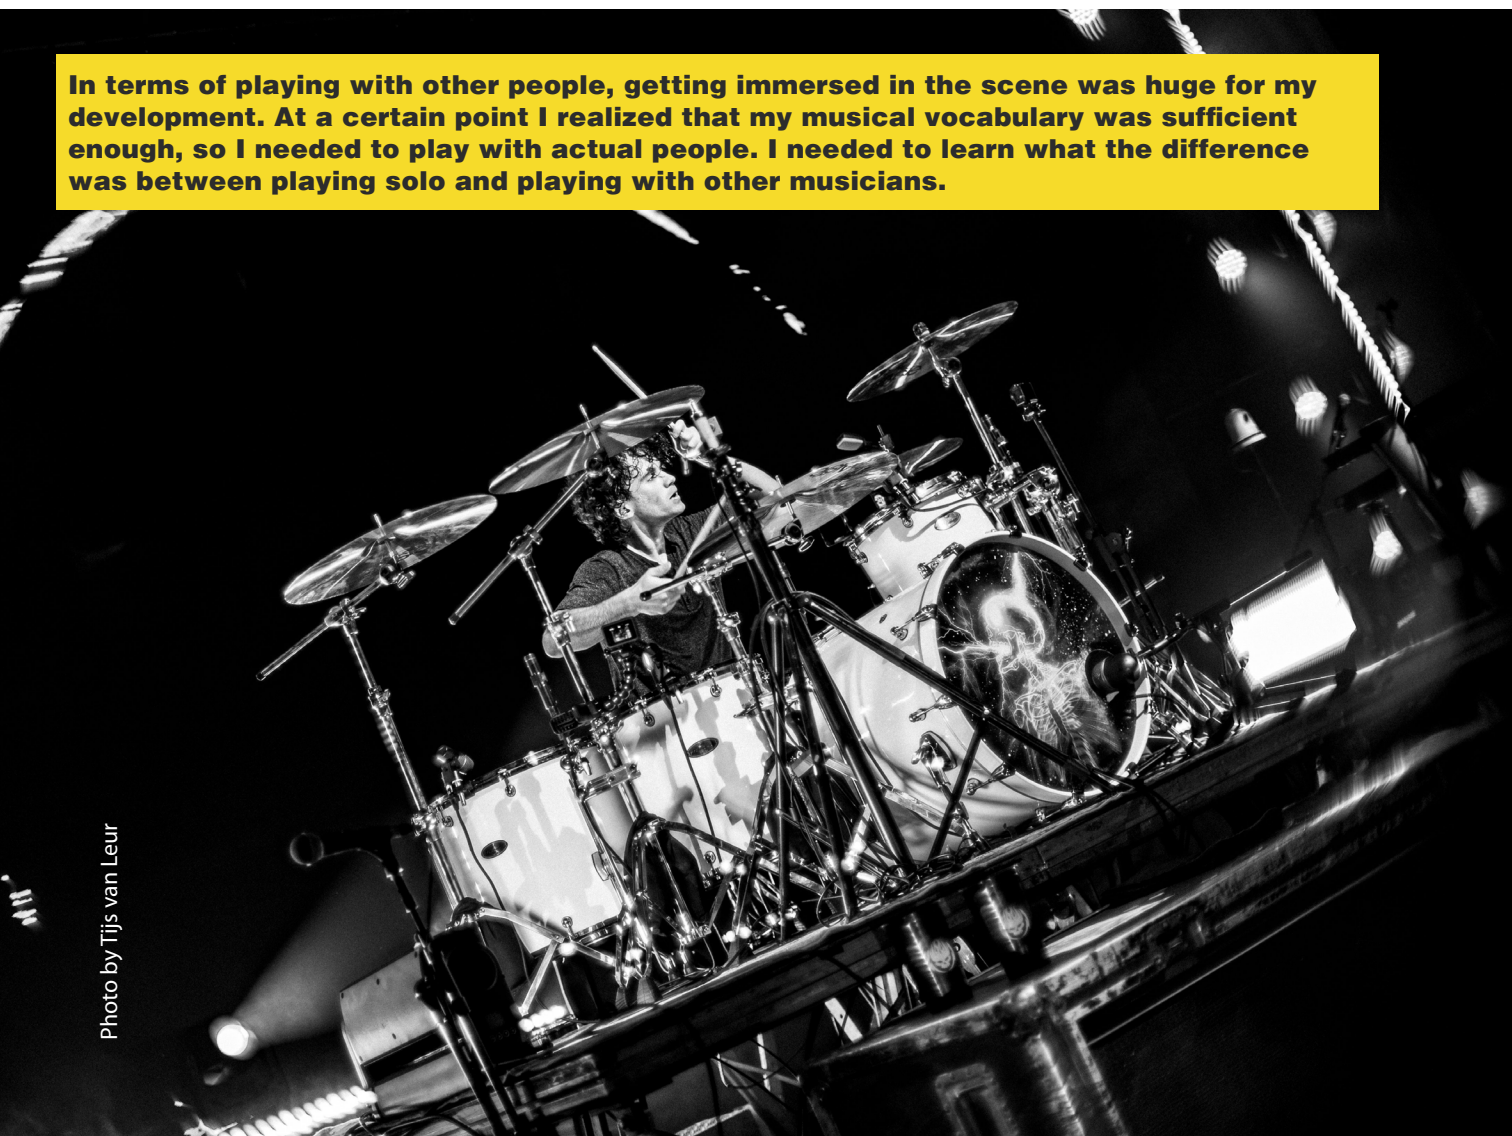 In terms of playing with other people, getting immersed in the scene was huge for my
development. At a certain point I realized that my musical vocabulary was sufficient
enough, so I needed to play with actual people. I needed to learn what the difference
was between playing solo and playing with other musicians.
Photo by Tijs van Leur